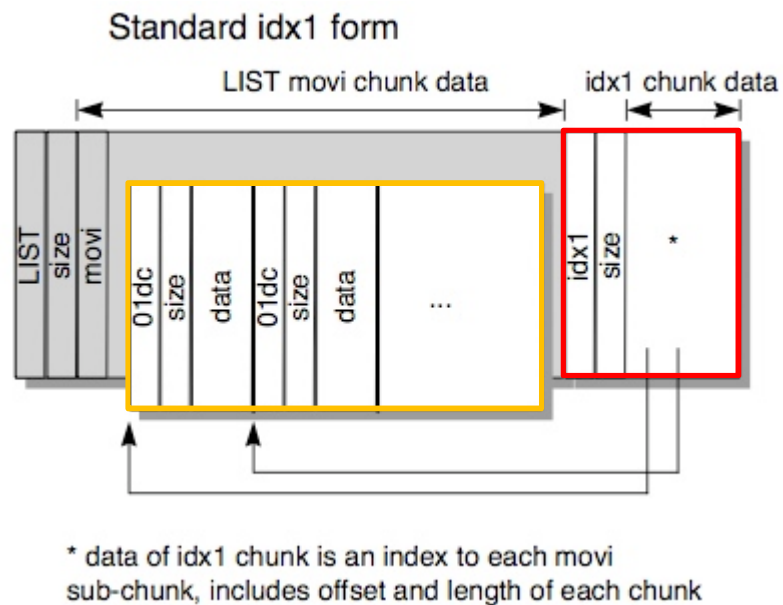 Standard idx1 form
LIST movi chunk data
idx1 chunk data
LIST
size
movi
01dc
size
data
01dc
size
data
...
idx1
size
*
* data of idx1 chunk is an index to each movi
sub-chunk, includes offset and length of each chunk